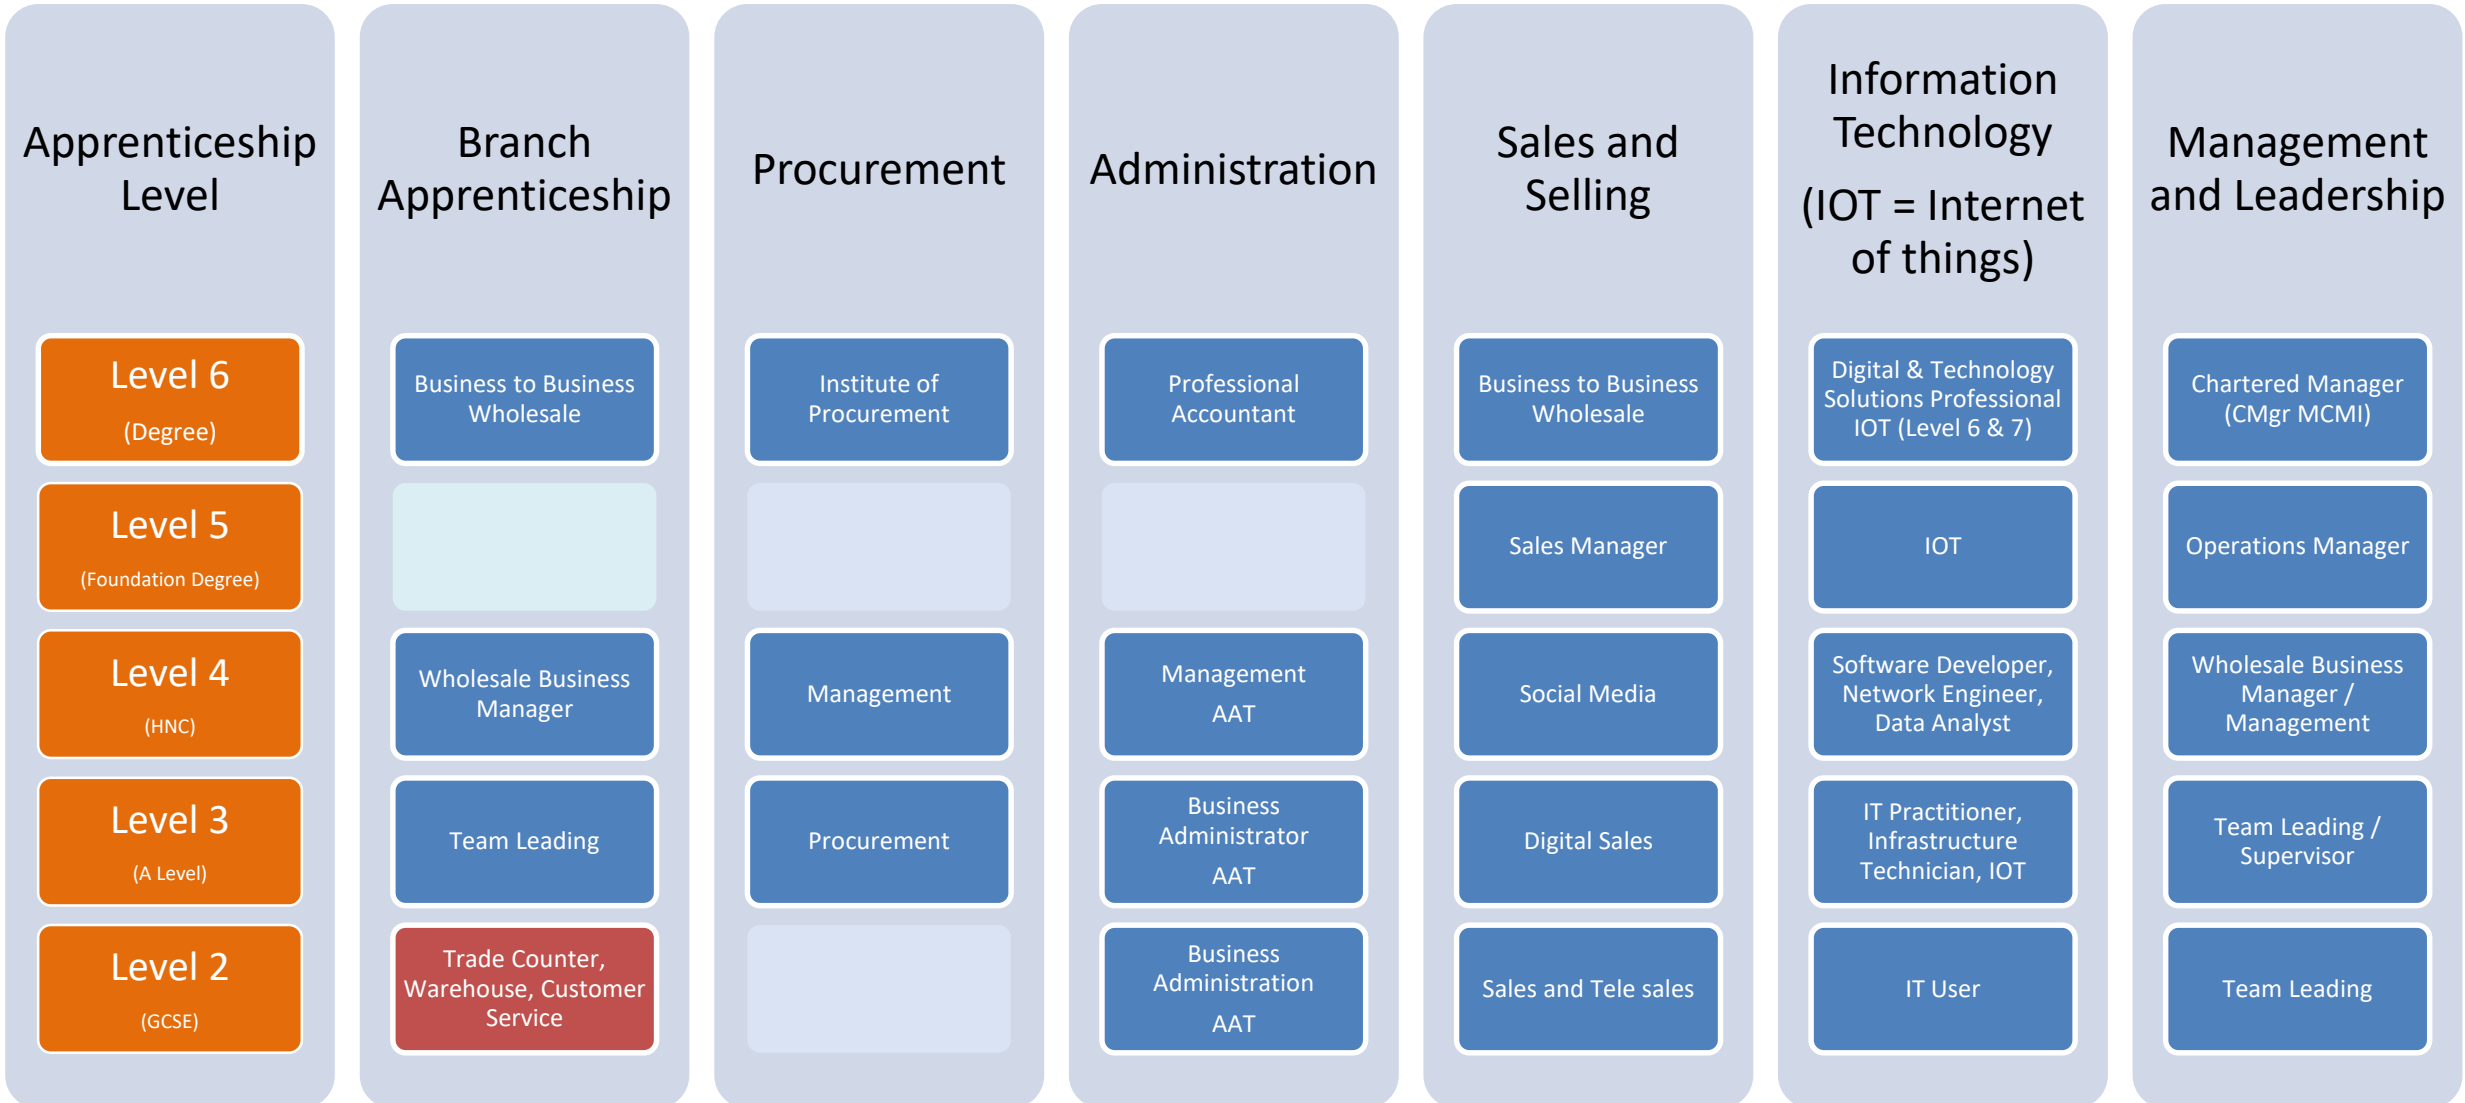 Apprenticeship
Level
Level 6
(Degree)
Level 5
(Foundation Degree)
Level 4
(HNC)
Level 3
(A Level)
Level 2
(GCSE)
Branch
Apprenticeship
Business to Business
Wholesale
Wholesale Business
Manager
Team Leading
Trade Counter,
Warehouse, Customer
Service
Procurement
Institute of
Procurement
Management
Procurement
Administration
Professional
Accountant
Management
AAT
Business
Administrator
AAT
Business
Administration
AAT
Sales and
Selling
Business to Business
Wholesale
Sales Manager
Social Media
Digital Sales
Sales and Tele sales
Information
Technology
(IOT = Internet
of things)
Digital & Technology
Solutions Professional
IOT (Level 6 & 7)
IOT
Software Developer,
Network Engineer,
Data Analyst
IT Practitioner,
Infrastructure
Technician, IOT
IT User
Management
and Leadership
Chartered Manager
(CMgr MCMI)
Operations Manager
Wholesale Business
Manager /
Management
Team Leading /
Supervisor
Team Leading